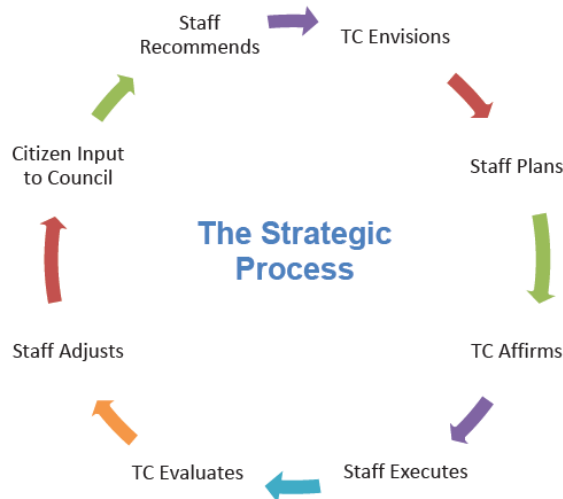 Staff
Recommends
TC Envisions
Citizen Input
to Council
Staff Plans
The Strategic
Process
Staff Adjusts
TC Affirms
TC Evaluates
Staff Executes